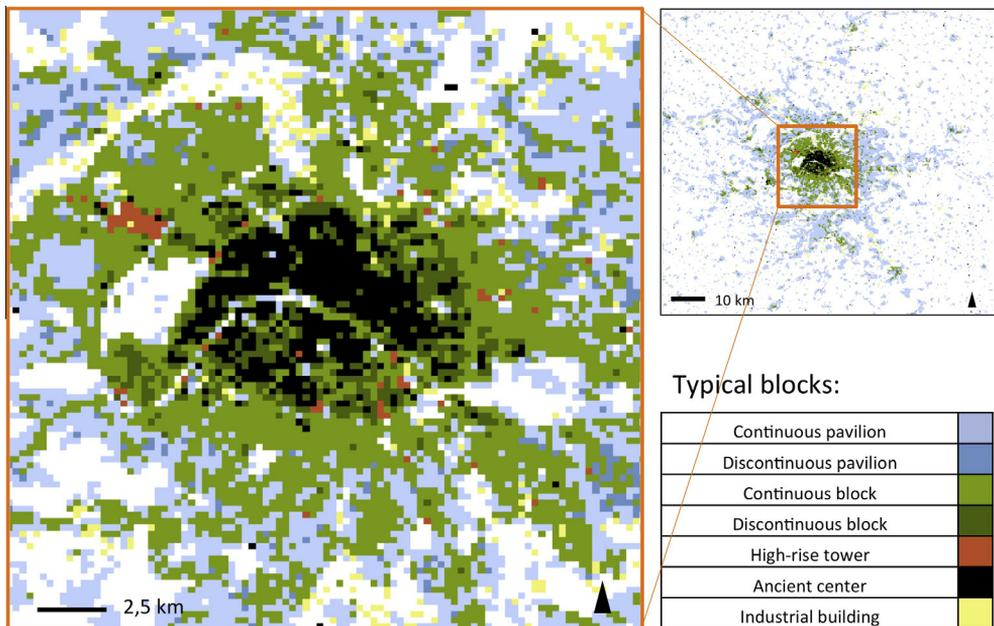 2,5 km
10 km
Typical blocks:
Continuous pavilion
Discontinuous pavilion
Continuous block
Discontinuous block
High-rise tower
Ancient center
Industrial building